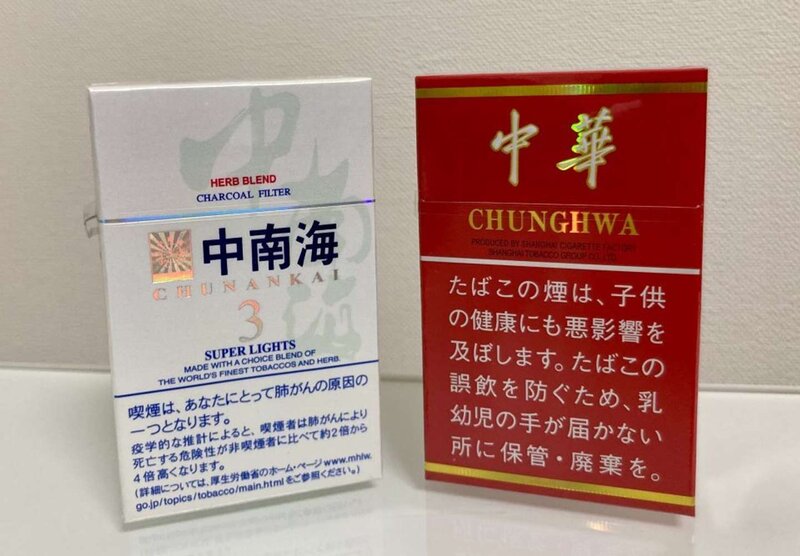 中南海
HERB BLEND
CHARCOAL FILTER
中南海
CHUNANKAI
3
SUPER LIGHTS
MADE WITH A CHOICE BLEND OF
THE WORLD'S FINEST TOBACCOS AND HERB.
喫煙は、あなたにとって肺がんの原因の
一つとなります。
疫学的な推計によると、喫煙者は肺がんにより
死亡する危険性が非喫煙者に比べて約2倍から
4倍高くなります。
(詳細については、厚生労働省のホーム・ページ www.mhlw.
go.jp/topics/tobacco/main.htmlをご参照ください。)
中華
CHUNGHWA
PRODUCED BY SHANGHAI CIGARETTE FACTORY
SHANGHAI TOBACCO GROUP CO., LTD.
たばこの煙は、子供
の健康にも悪影響を
及ぼします。たばこの
誤飲を防ぐため、乳
幼児の手が届かない
所に保管・廃棄を。